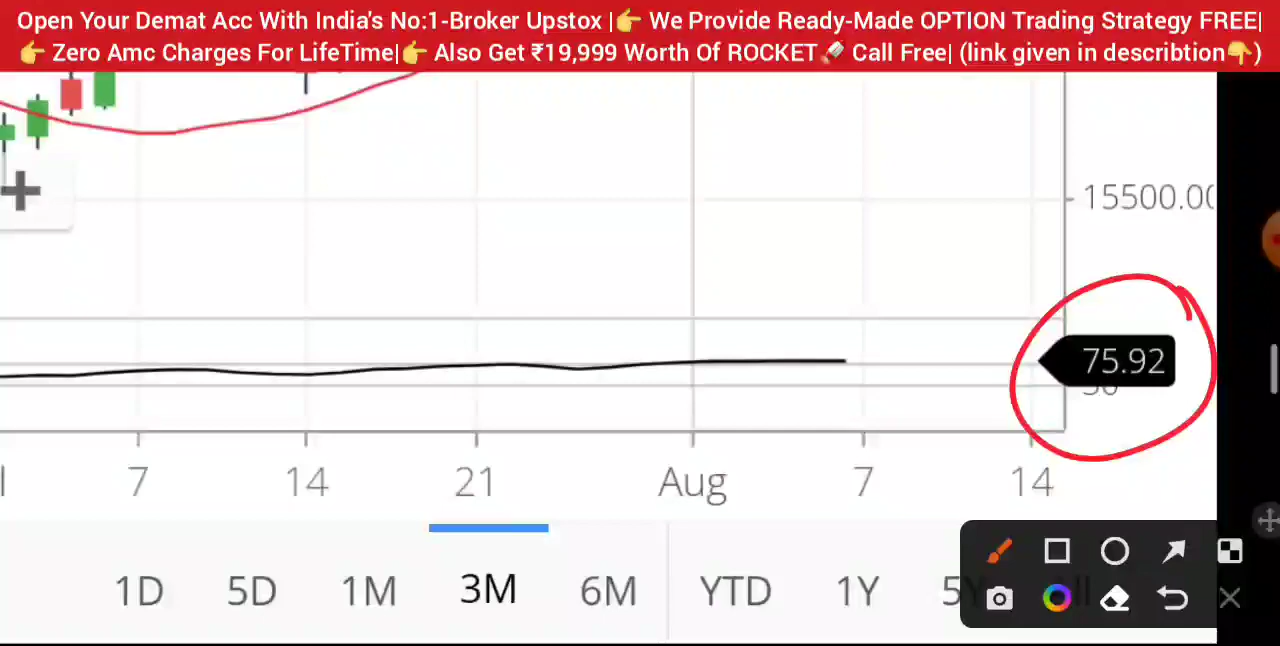 Open Your Demat Acc With India's No:1-Broker Upstox |👉 We Provide Ready-Made OPTION Trading Strategy FREE|
👉 Zero Amc Charges For LifeTime|👉 Also Get ₹19,999 Worth Of ROCKET🚀 Call Free| (link given in describtion👇)
15500.00
75.92
7 14 21 Aug 7 14
1D 5D 1M 3M 6M YTD 1Y 5Y All